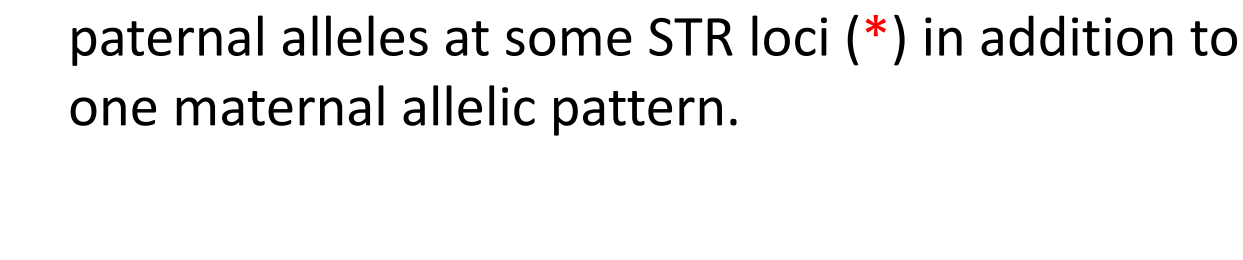 paternal alleles at some STR loci (*) in addition to
one maternal allelic pattern.